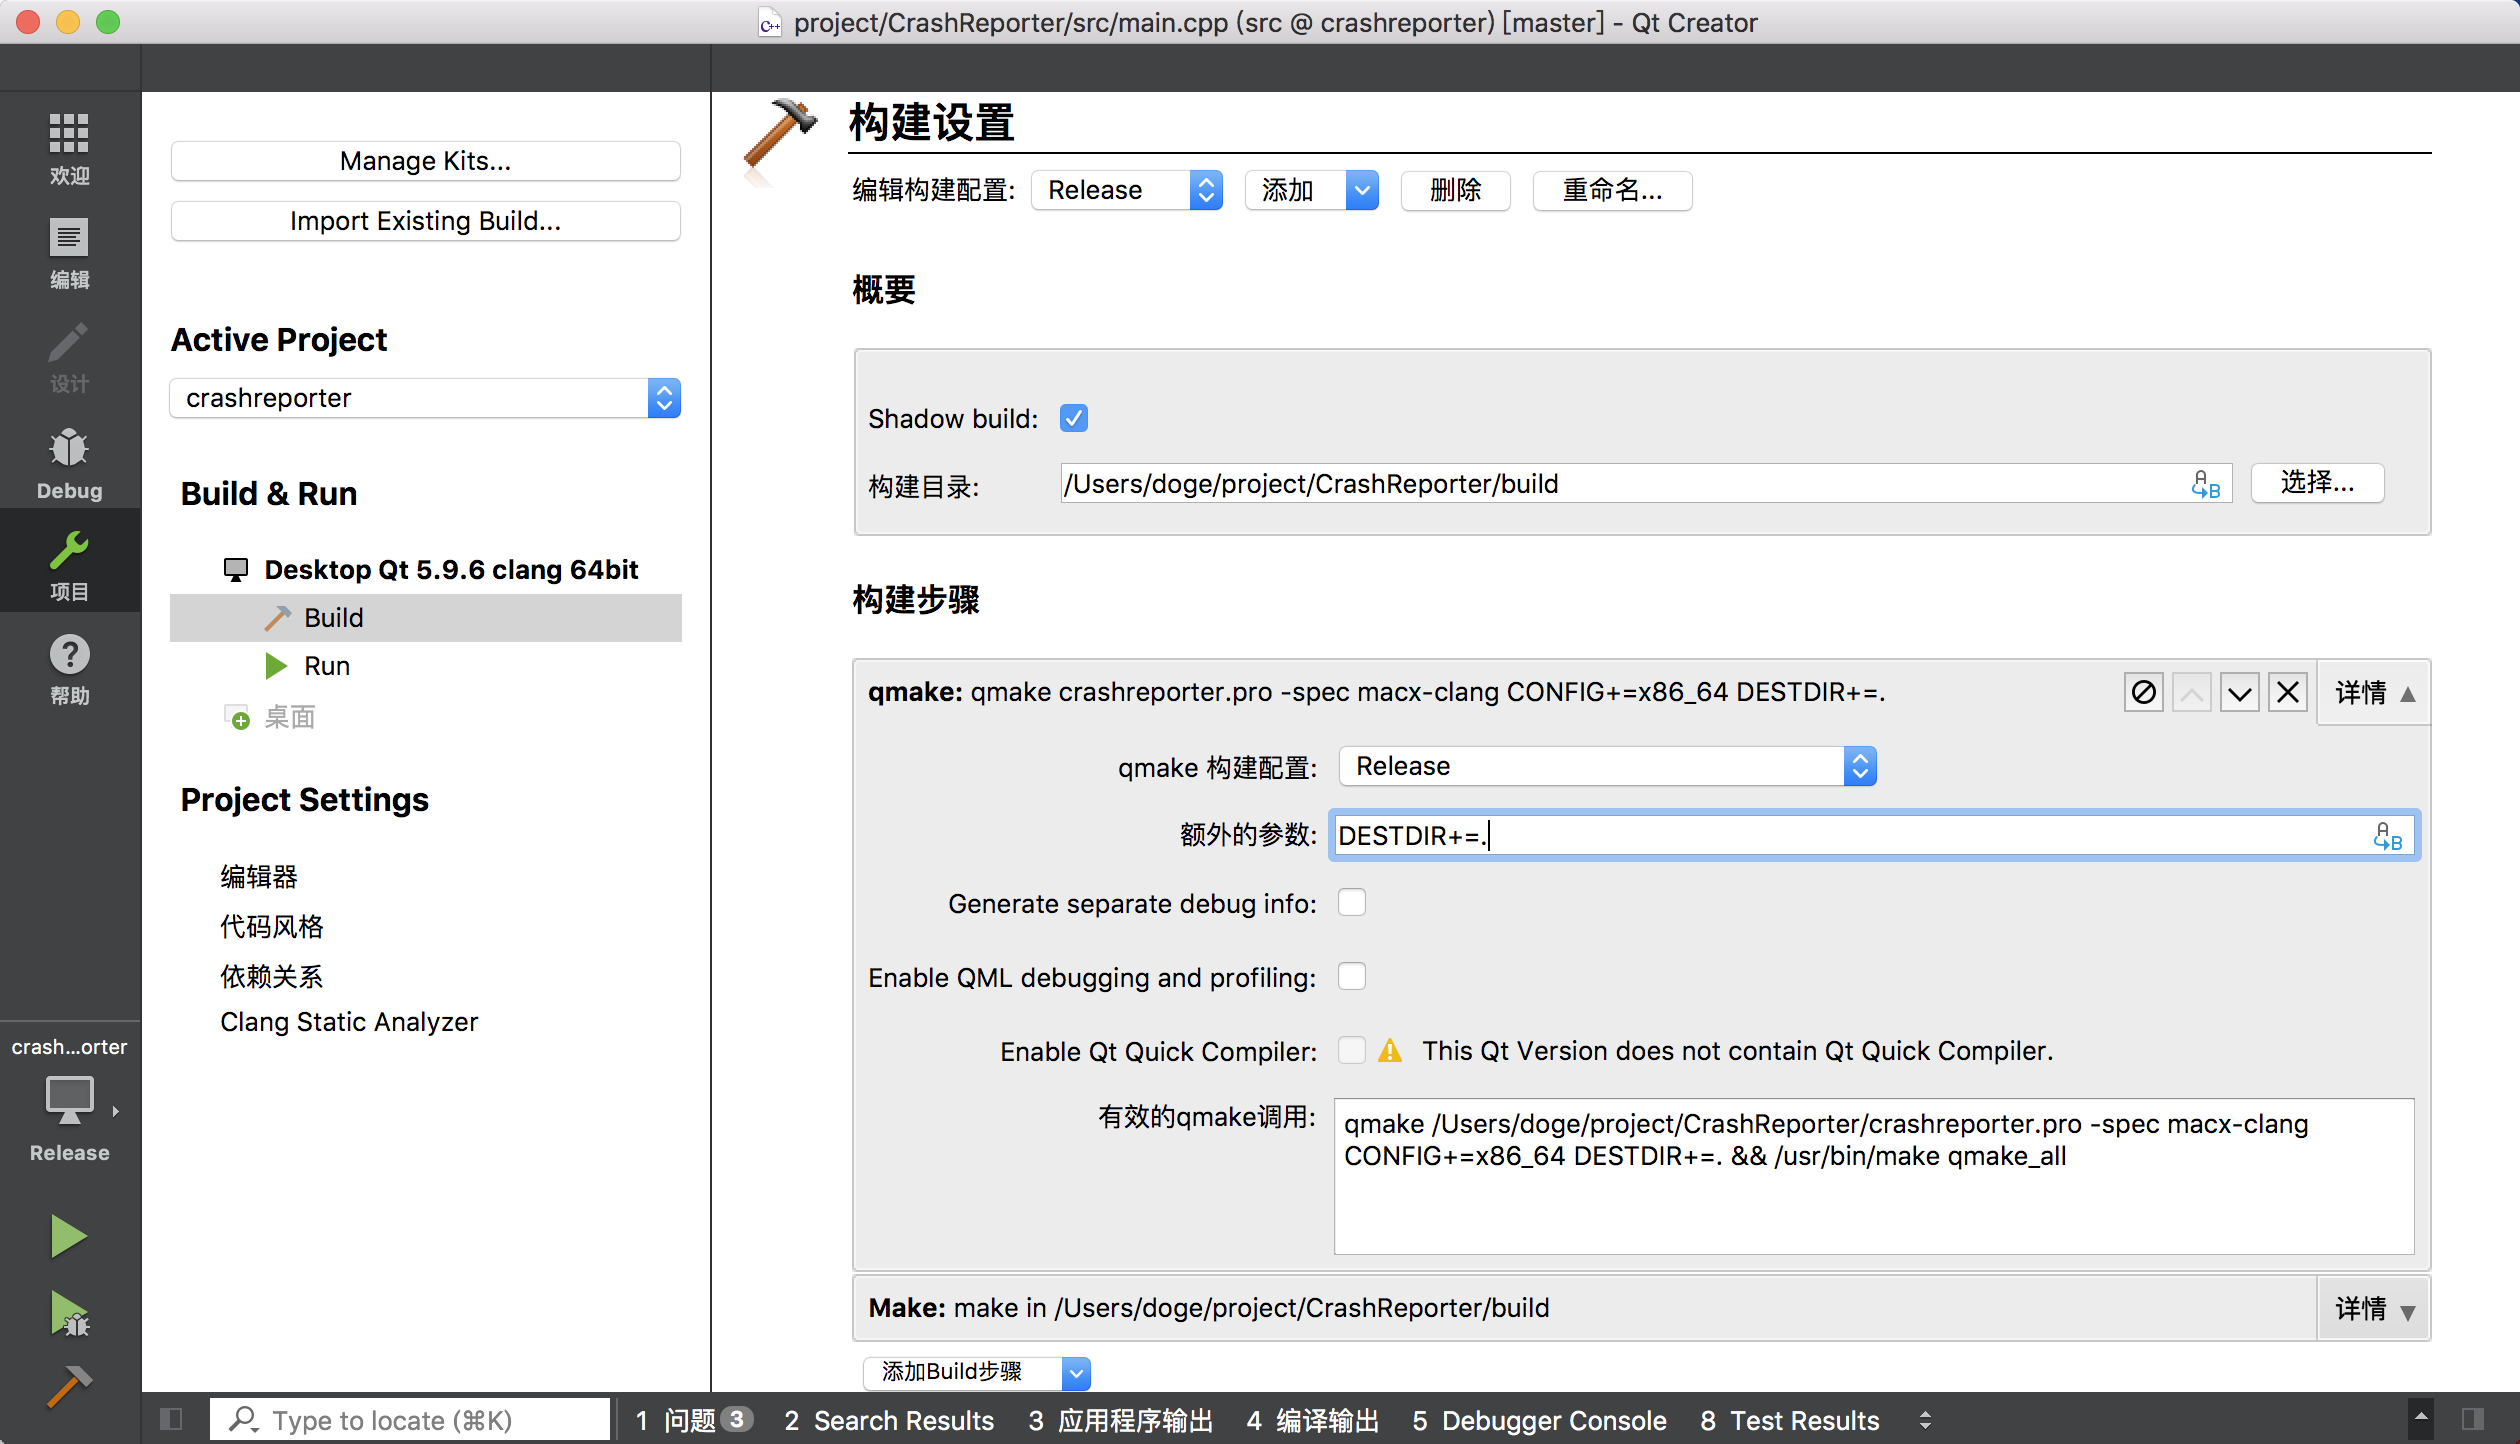 project/CrashReporter/src/main.cpp (src @ crashreporter) [master] - Qt Creator
欢迎
编辑
设计
Debug
项目
帮助
crash...orter
Release
Manage Kits...
Import Existing Build...
Active Project
crashreporter
Build & Run
Desktop Qt 5.9.6 clang 64bit
Build
Run
桌面
Project Settings
编辑器
代码风格
依赖关系
Clang Static Analyzer
构建设置
编辑构建配置: Release 添加 删除 重命名...
概要
Shadow build:
构建目录: /Users/doge/project/CrashReporter/build 选择...
构建步骤
qmake: qmake crashreporter.pro -spec macx-clang CONFIG+=x86_64 DESTDIR+=. 详情
qmake 构建配置: Release
额外的参数: DESTDIR+=.
Generate separate debug info:
Enable QML debugging and profiling:
Enable Qt Quick Compiler: This Qt Version does not contain Qt Quick Compiler.
有效的qmake调用: qmake /Users/doge/project/CrashReporter/crashreporter.pro -spec macx-clang
CONFIG+=x86_64 DESTDIR+=. && /usr/bin/make qmake_all
Make: make in /Users/doge/project/CrashReporter/build 详情
添加Build步骤
Type to locate (⌘K) 1 问题 3 2 Search Results 3 应用程序输出 4 编译输出 5 Debugger Console 8 Test Results